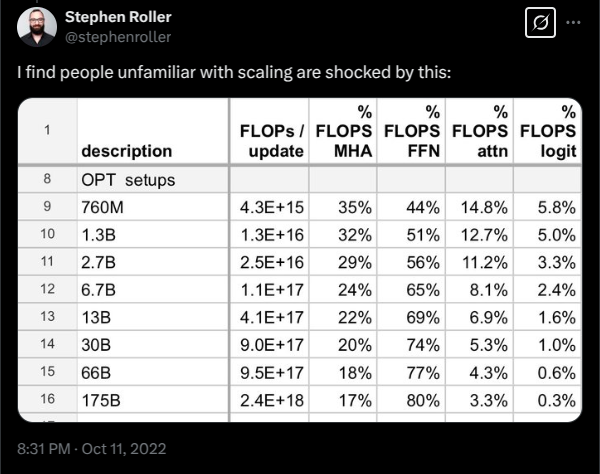 Stephen Roller
@stephenroller
I find people unfamiliar with scaling are shocked by this:
1 description FLOPs / update % FLOPS MHA % FLOPS FFN % FLOPS attn % FLOPS logit
8 OPT setups
9 760M 4.3E+15 35% 44% 14.8% 5.8%
10 1.3B 1.3E+16 32% 51% 12.7% 5.0%
11 2.7B 2.5E+16 29% 56% 11.2% 3.3%
12 6.7B 1.1E+17 24% 65% 8.1% 2.4%
13 13B 4.1E+17 22% 69% 6.9% 1.6%
14 30B 9.0E+17 20% 74% 5.3% 1.0%
15 66B 9.5E+17 18% 77% 4.3% 0.6%
16 175B 2.4E+18 17% 80% 3.3% 0.3%
8:31 PM · Oct 11, 2022